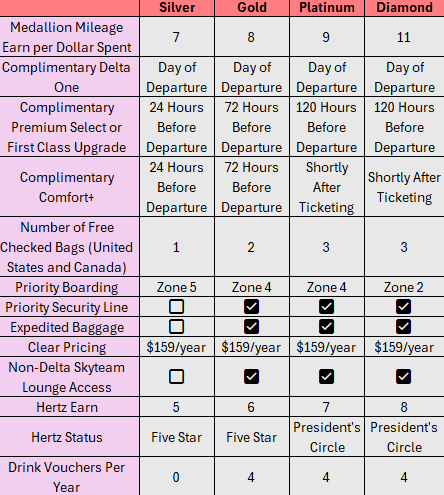 Silver Gold Platinum Diamond
Medallion Mileage
Earn per Dollar Spent 7 8 9 11
Complimentary Delta
One Day of Departure Day of Departure Day of Departure Day of Departure
Complimentary
Premium Select or
First Class Upgrade 24 Hours Before Departure 72 Hours Before Departure 120 Hours Before Departure 120 Hours Before Departure
Complimentary
Comfort+ 24 Hours Before Departure 72 Hours Before Departure Shortly After Ticketing Shortly After Ticketing
Number of Free
Checked Bags (United
States and Canada) 1 2 3 3
Priority Boarding Zone 5 Zone 4 Zone 4 Zone 2
Priority Security Line
Expedited Baggage
Clear Pricing $159/year $159/year $159/year $159/year
Non-Delta Skyteam
Lounge Access
Hertz Earn 5 6 7 8
Hertz Status Five Star Five Star President's Circle President's Circle
Drink Vouchers Per
Year 0 4 4 4